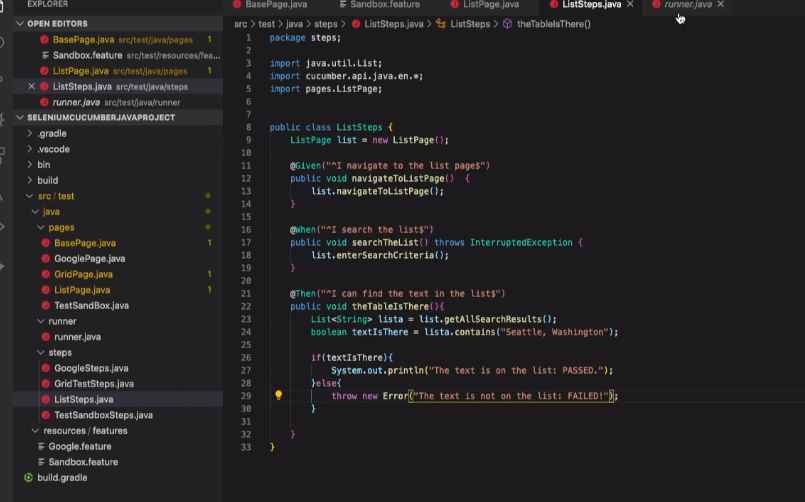 EXPLORER
OPEN EDITORS
BasePage.java src/test/java/pages 1
Sandbox.feature src/test/resources/fea...
ListPage.java src/test/java/pages 1
ListSteps.java src/test/java/steps
runner.java src/test/java/runner
SELENIUMCUCUMBERJAVAPROJECT
.gradle
.vscode
bin
build
src / test
java
pages
BasePage.java 1
GooglePage.java
GridPage.java 1
ListPage.java 1
TestSandBox.java
runner
runner.java
steps
GoogleSteps.java
GridTestSteps.java
ListSteps.java
TestSandboxSteps.java
resources / features
Google.feature
Sandbox.feature
build.gradle
BasePage.java Sandbox.feature ListPage.java ListSteps.java runner.java
src > test > java > steps > ListSteps.java > ListSteps > theTableIsThere()
1 package steps;
2
3 import java.util.List;
4 import cucumber.api.java.en.*;
5 import pages.ListPage;
6
7
8 public class ListSteps {
9 ListPage list = new ListPage();
10
11 @Given("^I navigate to the list page$")
12 public void navigateToListPage() {
13 list.navigateToListPage();
14 }
15
16 @When("^I search the list$")
17 public void searchTheList() throws InterruptedException {
18 list.enterSearchCriteria();
19 }
20
21 @Then("^I can find the text in the list$")
22 public void theTableIsThere(){
23 List<String> lista = list.getAllSearchResults();
24 boolean textIsThere = lista.contains("Seattle, Washington");
25
26 if(textIsThere){
27 System.out.println("The text is on the list: PASSED.");
28 }else{
29 throw new Error("The text is not on the list: FAILED!");
30 }
31
32 }
33 }